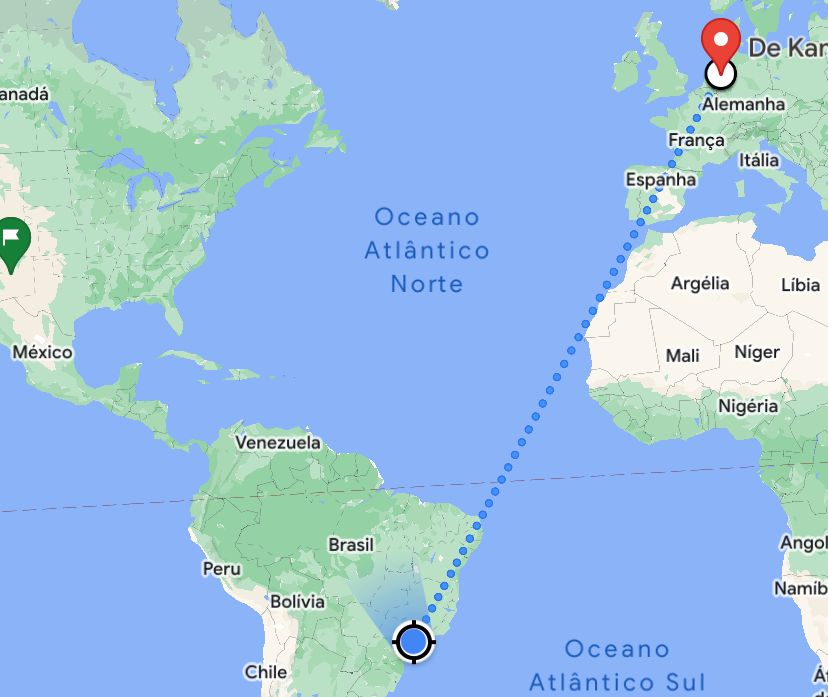 De Kar
anadá
Alemanha
França
Itália
Espanha
Oceano
Atlântico
Norte
Argélia
Líbia
México
Mali
Níger
Nigéria
Venezuela
Brasil
Angol
Peru
Namíb
Bolívia
Oceano
Atlântico Sul
Chile